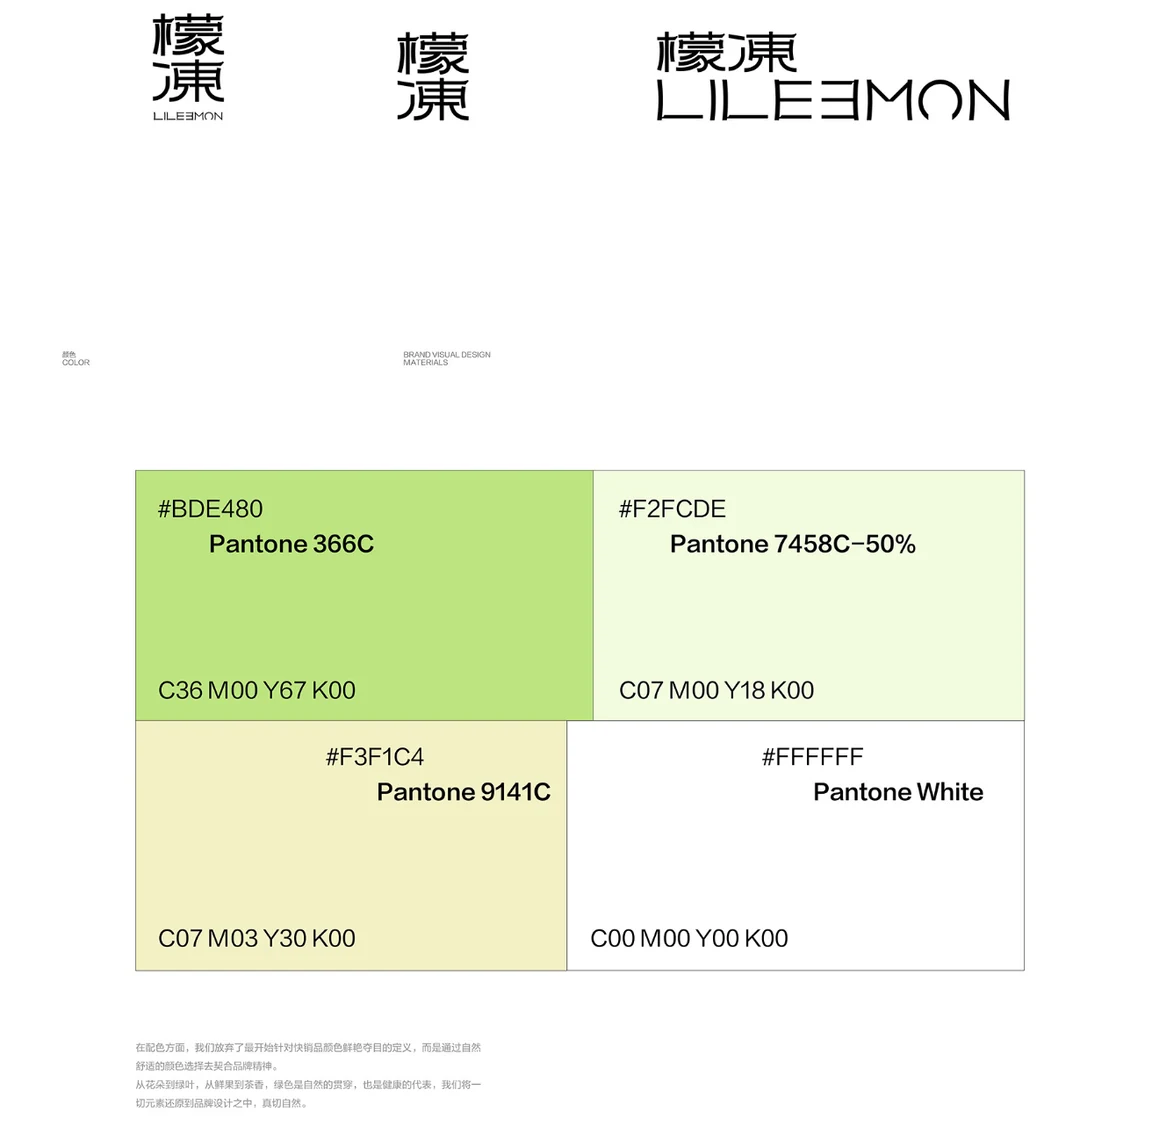 檬
凍
LILEEMON
檬
凍
檬凍
LILEEMON
颜色
COLOR
BRAND VISUAL DESIGN
MATERIALS
#BDE480
Pantone 366C
C36 M00 Y67 K00
#F2FCDE
Pantone 7458C-50%
C07 M00 Y18 K00
#F3F1C4
Pantone 9141C
C07 M03 Y30 K00
#FFFFFF
Pantone White
C00 M00 Y00 K00
在配色方面，我们放弃了最开始针对快销品颜色鲜艳夺目的定义，而是通过自然
舒适的颜色选择去契合品牌精神。
从花朵到绿叶，从鲜果到茶香，绿色是自然的贯穿，也是健康的代表，我们将一
切元素还原到品牌设计之中，真切自然。